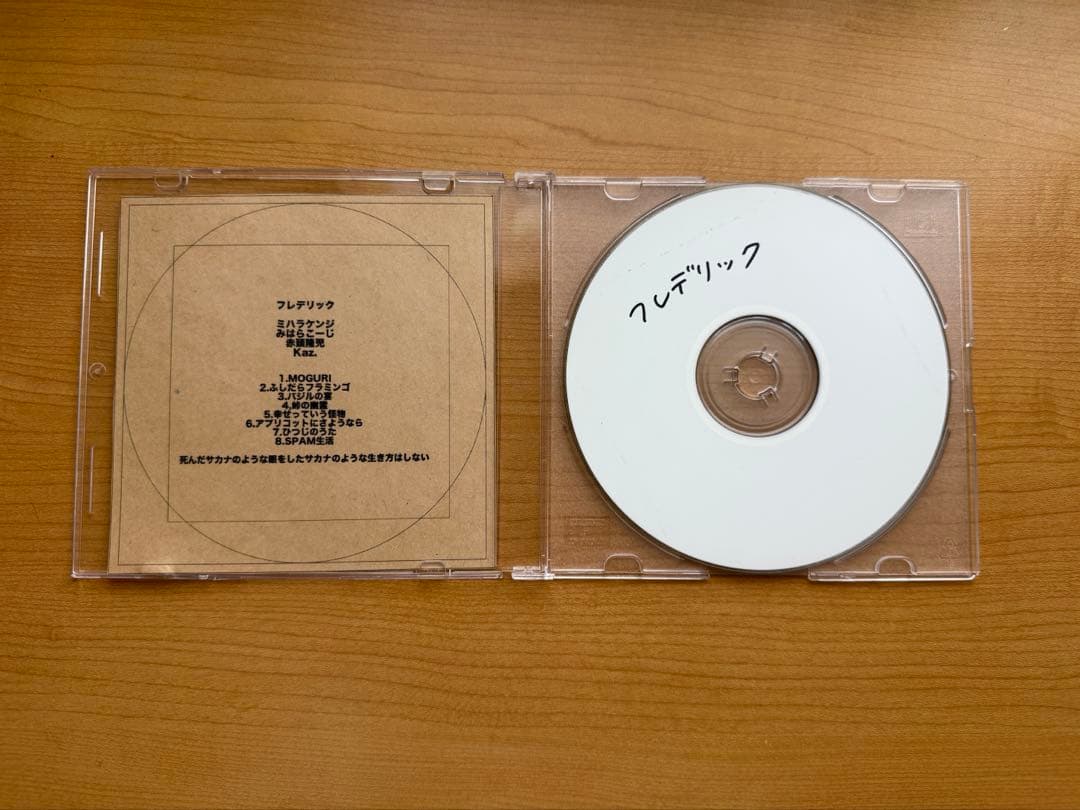 フレデリック
ミハラケンジ
みはらこーじ
赤頭隆児
Kaz.
1.MOGURI
2.ふしだらフラミンゴ
3.バジルの宴
4.峠の幽霊
5.幸せっていう怪物
6.アプリコットにさようなら
7.ひつじのうた
8.SPAM生活
死んだサカナのような眼をしたサカナのような生き方はしない
フレデリック